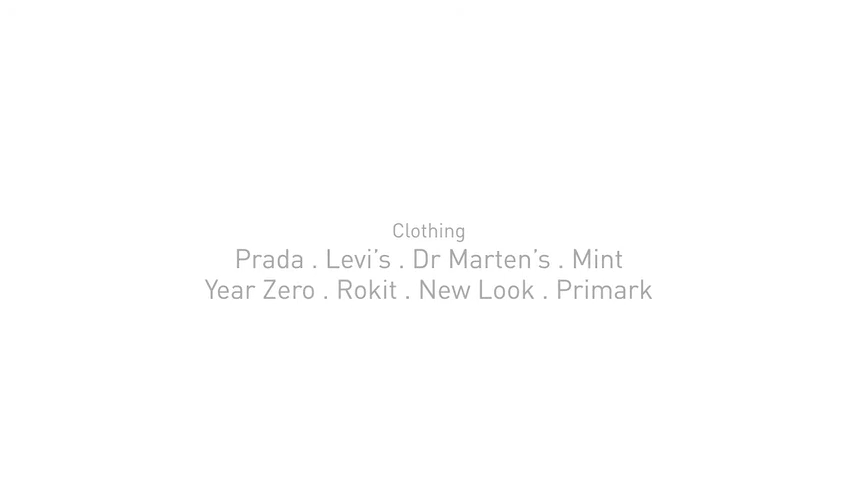 Clothing
Prada . Levi’s . Dr Marten’s . Mint
Year Zero . Rokit . New Look . Primark